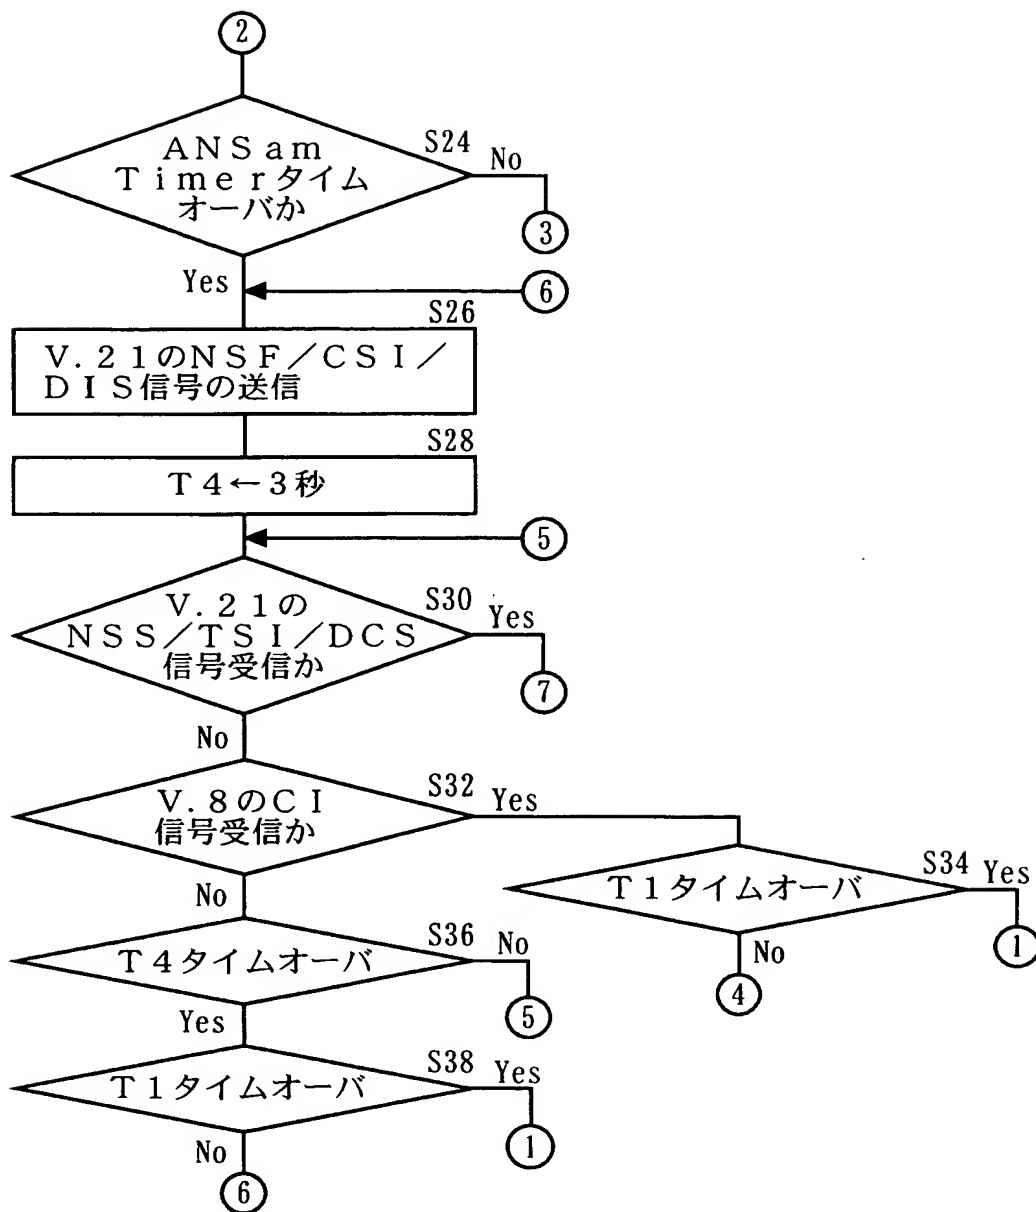 2
ANSam
Timerタイム
オーバか
S24
No
3
Yes
6
S26
V.21のNSF/CSI/
DIS信号の送信
S28
T4←3秒
5
S30
V.21の
NSS/TSI/DCS
信号受信か
Yes
7
No
S32
V.8のCI
信号受信か
Yes
S34
T1タイムオーバ
Yes
1
No
4
No
S36
T4タイムオーバ
No
5
Yes
S38
T1タイムオーバ
Yes
1
No
6